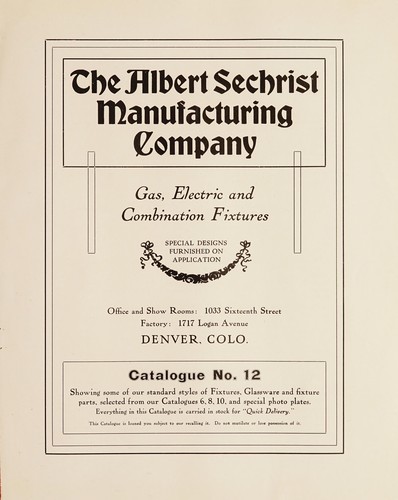 The Albert Sechrist
Manufacturing
Company
Gas, Electric and
Combination Fixtures
SPECIAL DESIGNS
FURNISHED ON
APPLICATION
Office and Show Rooms: 1033 Sixteenth Street
Factory: 1717 Logan Avenue
DENVER, COLO.
Catalogue No. 12
Showing some of our standard styles of Fixtures, Glassware and fixture
parts, selected from our Catalogues 6, 8, 10, and special photo plates.
Everything in this Catalogue is carried in stock for "Quick Delivery."
This Catalogue is loaned you subject to our recalling it. Do not mutilate or lose possession of it.